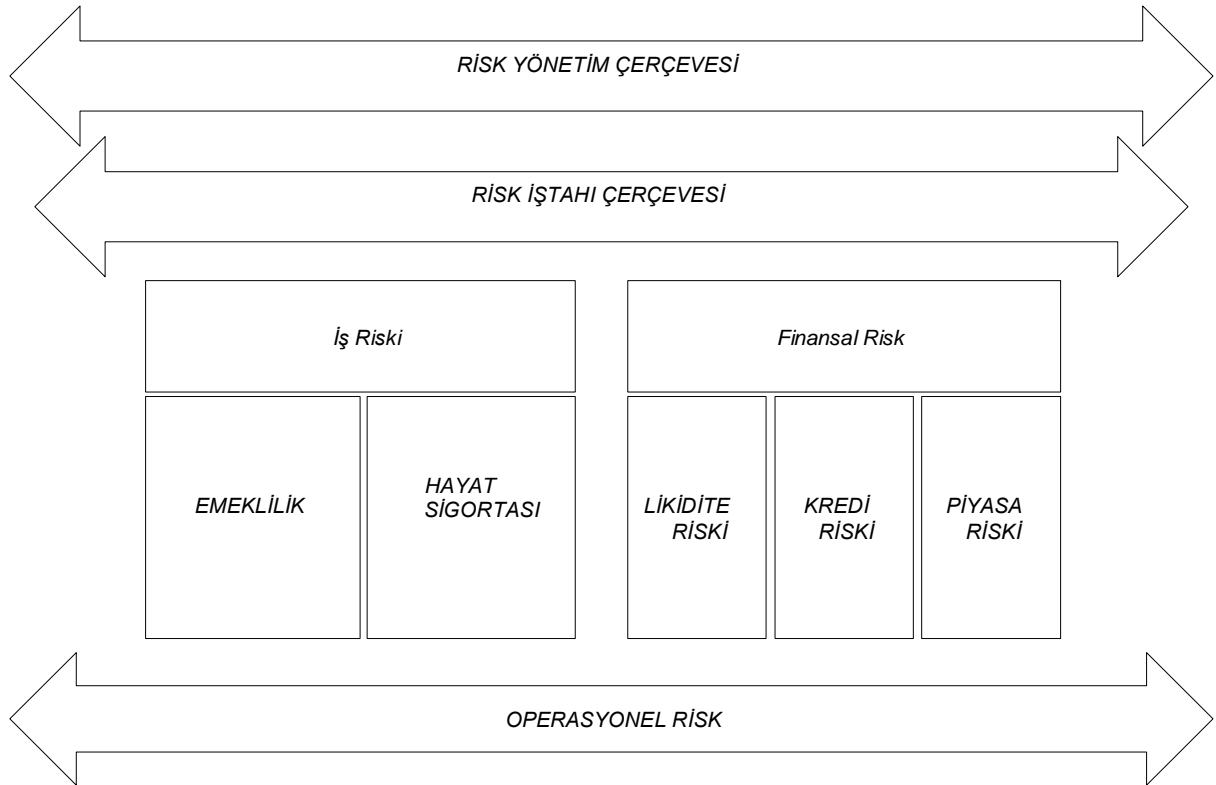 RİSK YÖNETİM ÇERÇEVESİ
RİSK İŞTAHI ÇERÇEVESİ
İş Riski
Finansal Risk
EMEKLİLİK
HAYAT
SİGORTASI
LİKİDİTE
RİSKİ
KREDİ
RİSKİ
PİYASA
RİSKİ
OPERASYONEL RİSK